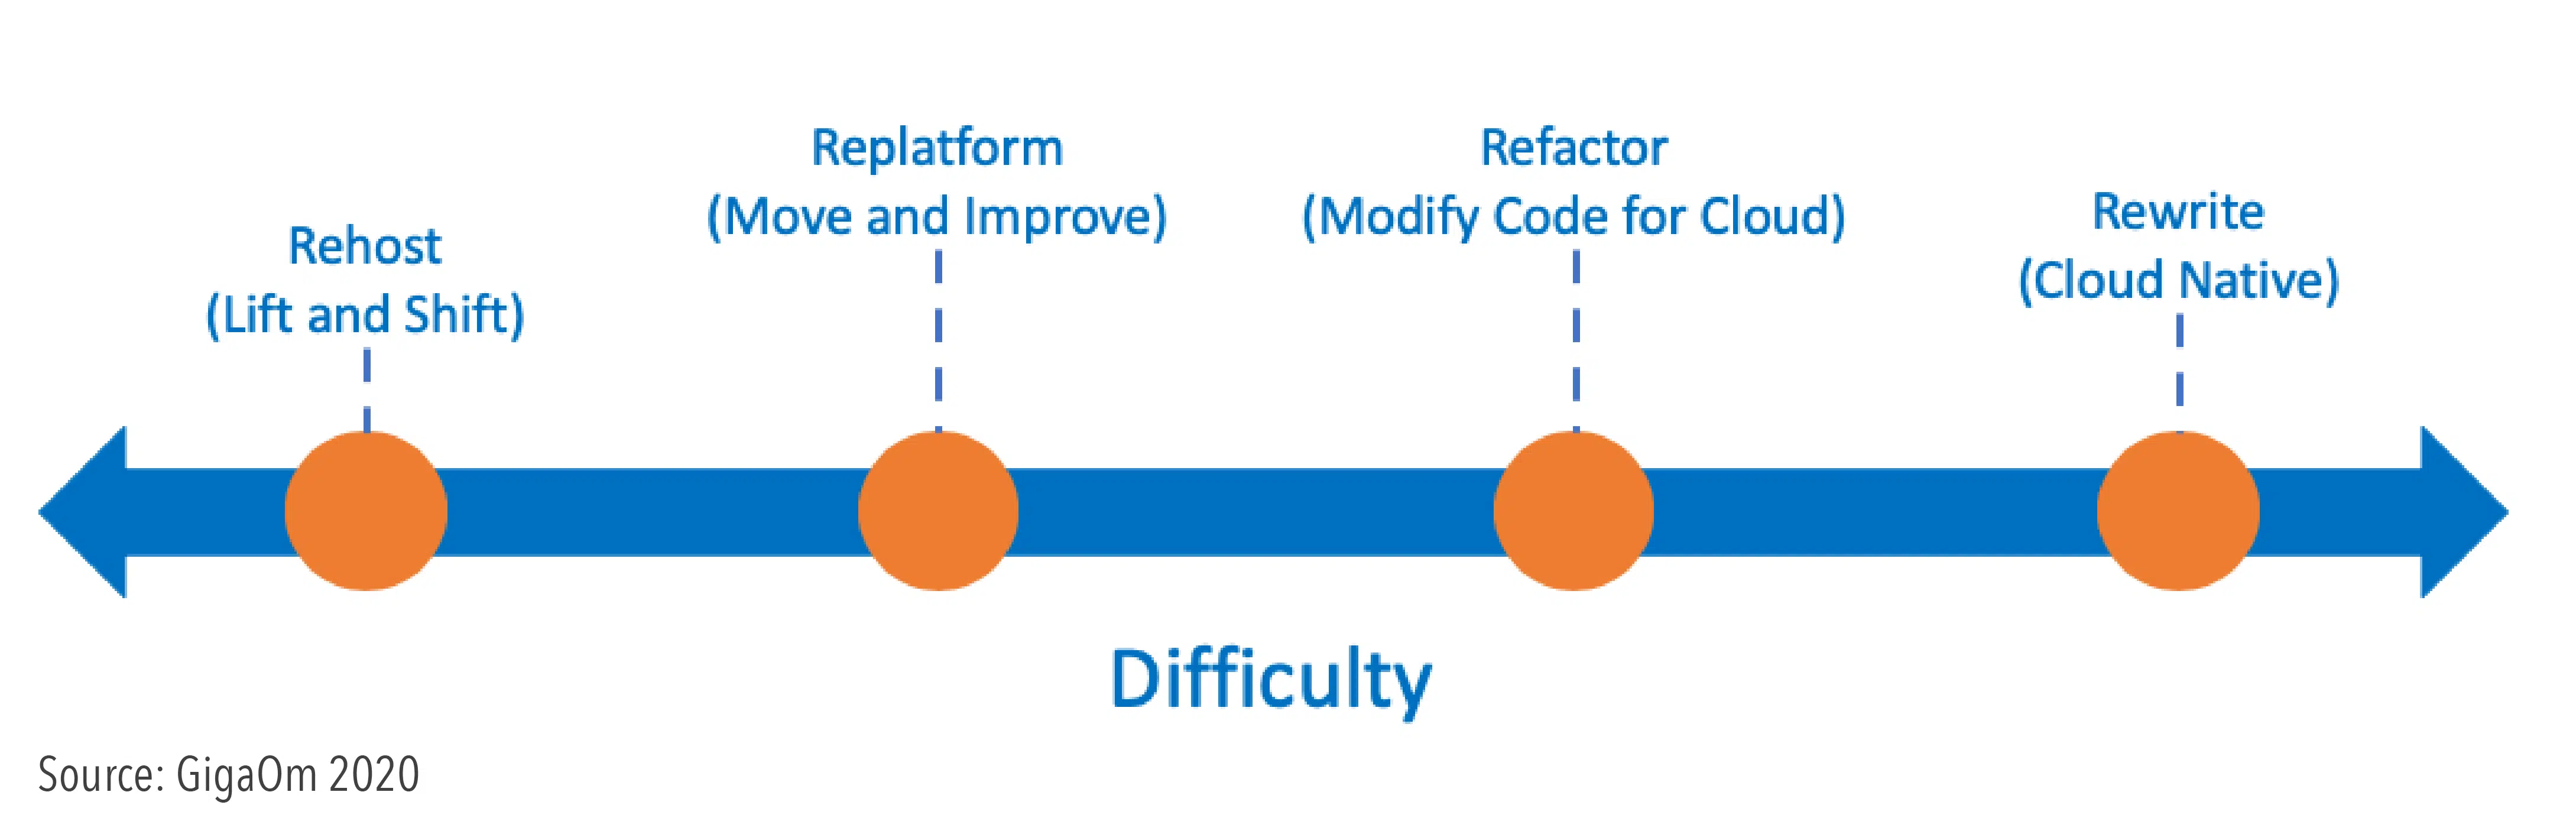 Rehost
(Lift and Shift)
Replatform
(Move and Improve)
Refactor
(Modify Code for Cloud)
Rewrite
(Cloud Native)
Difficulty
Source: GigaOm 2020